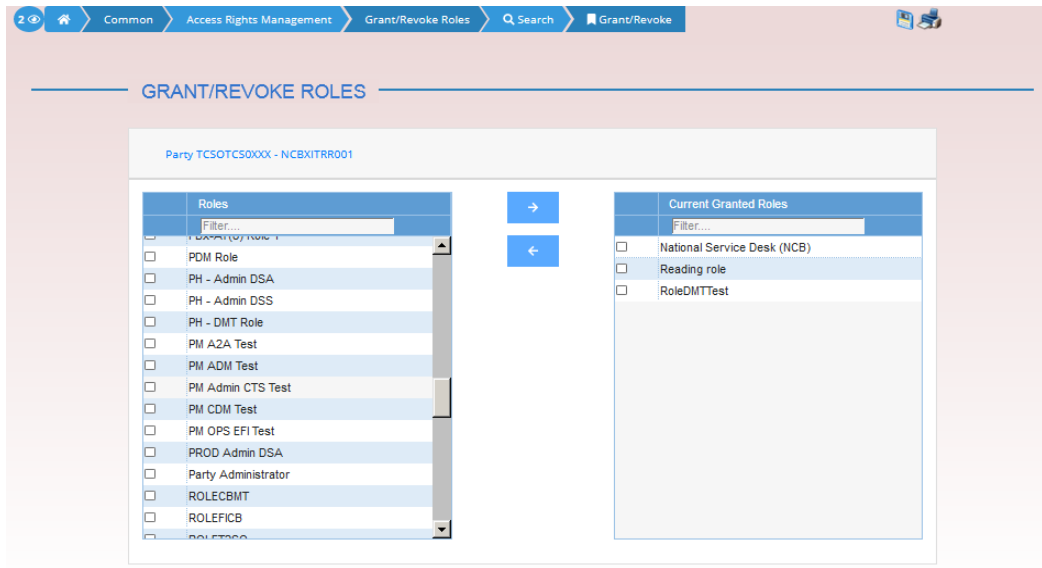 2
Common
Access Rights Management
Grant/Revoke Roles
Search
Grant/Revoke
GRANT/REVOKE ROLES
Party TCSOTCS0XXX - NCBXITRR001
Roles
Filter....
PDM Role
PH - Admin DSA
PH - Admin DSS
PH - DMT Role
PM A2A Test
PM ADM Test
PM Admin CTS Test
PM CDM Test
PM OPS EFI Test
PROD Admin DSA
Party Administrator
ROLECBMT
ROLEFICB
Current Granted Roles
Filter....
National Service Desk (NCB)
Reading role
RoleDMTTest